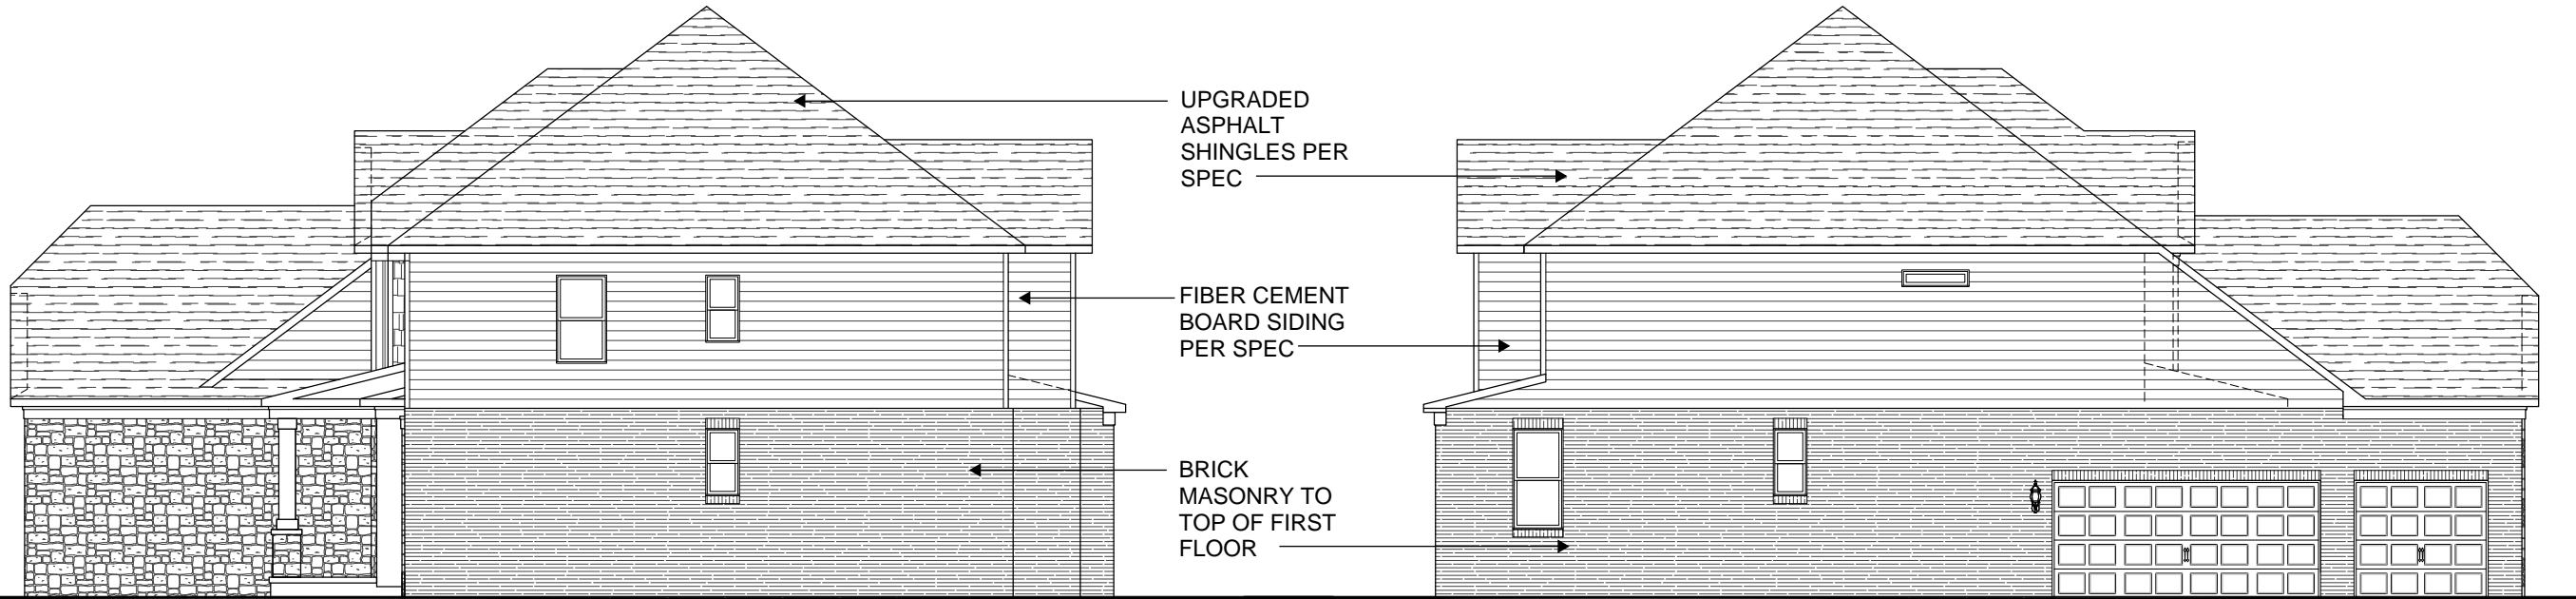 UPGRADED
ASPHALT
SHINGLES PER
SPEC
FIBER CEMENT
BOARD SIDING
PER SPEC
BRICK
MASONRY TO
TOP OF FIRST
FLOOR